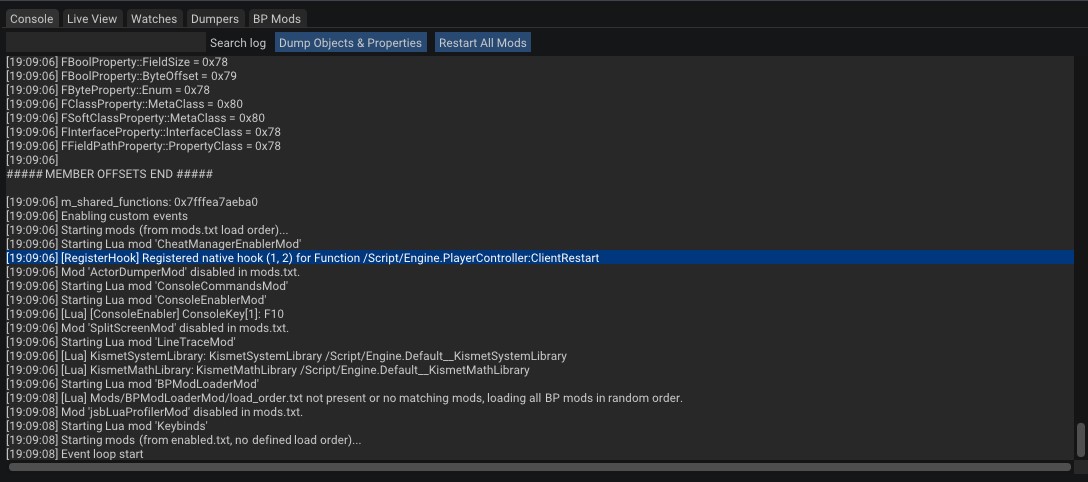 Console Live View Watches Dumpers BP Mods
Search log Dump Objects & Properties Restart All Mods
[19:09:06] FBoolProperty::FieldSize = 0x78
[19:09:06] FBoolProperty::ByteOffset = 0x79
[19:09:06] FByteProperty::Enum = 0x78
[19:09:06] FClassProperty::MetaClass = 0x80
[19:09:06] FSoftClassProperty::MetaClass = 0x80
[19:09:06] FInterfaceProperty::InterfaceClass = 0x78
[19:09:06] FFieldPathProperty::PropertyClass = 0x78
[19:09:06]
##### MEMBER OFFSETS END #####
[19:09:06] m_shared_functions: 0x7fffea7aeba0
[19:09:06] Enabling custom events
[19:09:06] Starting mods (from mods.txt load order)...
[19:09:06] Starting Lua mod 'CheatManagerEnablerMod'
[19:09:06] [RegisterHook] Registered native hook (1, 2) for Function /Script/Engine.PlayerController:ClientRestart
[19:09:06] Mod 'ActorDumperMod' disabled in mods.txt.
[19:09:06] Starting Lua mod 'ConsoleCommandsMod'
[19:09:06] Starting Lua mod 'ConsoleEnablerMod'
[19:09:06] [Lua] [ConsoleEnabler] ConsoleKey[1]: F10
[19:09:06] Mod 'SplitScreenMod' disabled in mods.txt.
[19:09:06] Starting Lua mod 'LineTraceMod'
[19:09:06] [Lua] KismetSystemLibrary: KismetSystemLibrary /Script/Engine.Default__KismetSystemLibrary
[19:09:06] [Lua] KismetMathLibrary: KismetMathLibrary /Script/Engine.Default__KismetMathLibrary
[19:09:06] Starting Lua mod 'BPModLoaderMod'
[19:09:08] [Lua] Mods/BPModLoaderMod/load_order.txt not present or no matching mods, loading all BP mods in random order.
[19:09:08] Mod 'jsbLuaProfilerMod' disabled in mods.txt.
[19:09:08] Starting Lua mod 'Keybinds'
[19:09:08] Starting mods (from enabled.txt, no defined load order)...
[19:09:08] Event loop start